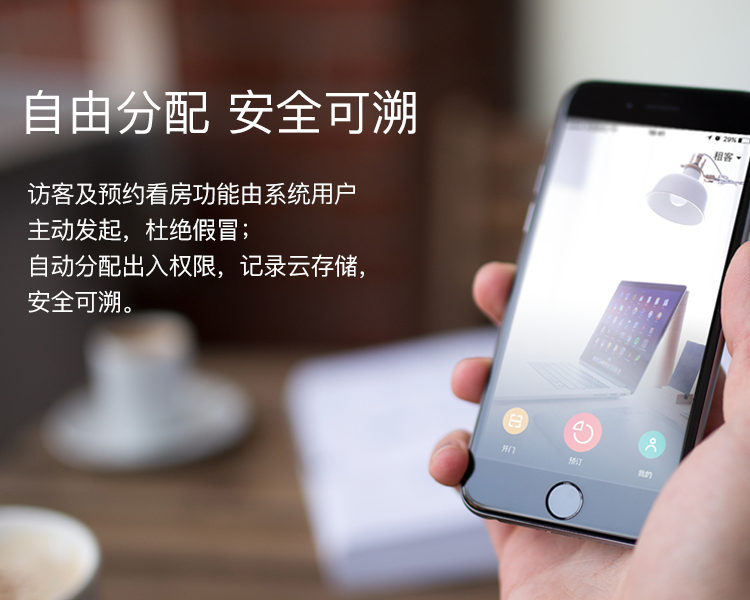 自由分配 安全可溯
访客及预约看房功能由系统用户
主动发起，杜绝假冒；
自动分配出入权限，记录云存储，
安全可溯。
29%
租客
开门
预订
我的